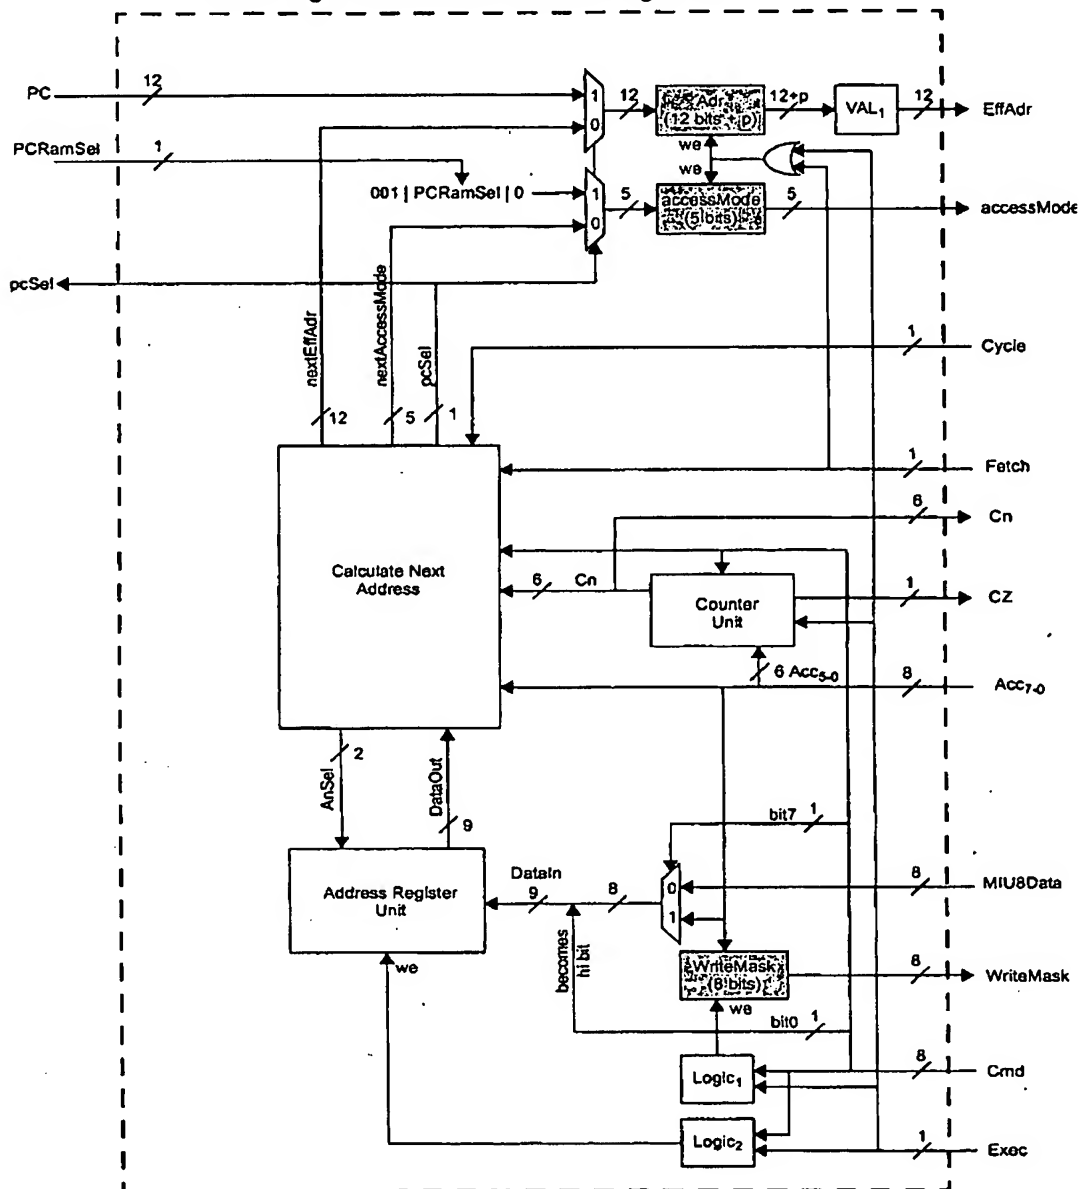 PC
12
1
0
12
effAdr
(12 bits + p)
12+p
VAL1
12
EffAdr
PCRamSel
1
we
we
001 | PCRamSel | 0
1
0
5
accessMode
(5 bits)
5
accessMode
pcSel
nextEffAdr
nextAccessMode
pcSel
12
5
1
1
Cycle
1
Fetch
6
Cn
Calculate Next
Address
6
Cn
Counter
Unit
1
CZ
6 Acc5-0
8
Acc7-0
AnSel
2
DataOut
9
bit7
1
Address Register
Unit
DataIn
9
8
0
1
8
MIU8Data
becomes
hi bit
we
WriteMask
(8 bits)
8
WriteMask
we
bit0
1
Logic1
8
Cmd
Logic2
1
Exec